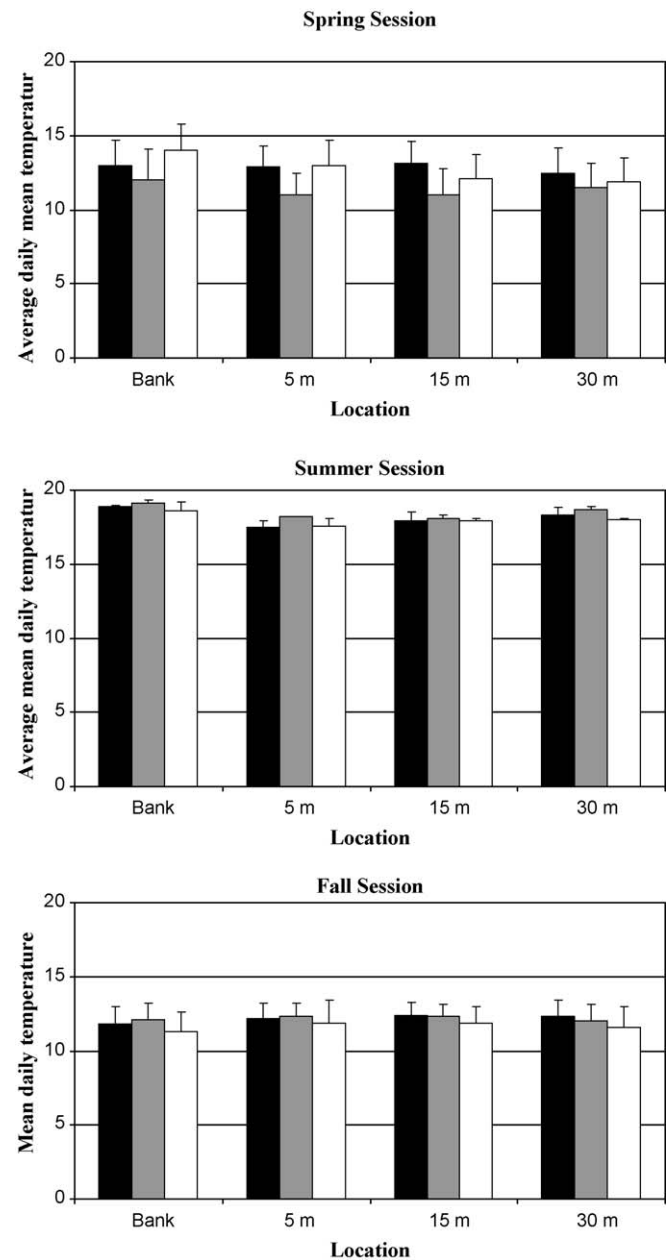 Spring Session
Average daily mean temperatur
20
15
10
5
0
Bank 5 m 15 m 30 m
Location
Summer Session
Average mean daily temperatur
20
15
10
5
0
Bank 5 m 15 m 30 m
Location
Fall Session
Mean daily temperature
20
15
10
5
0
Bank 5 m 15 m 30 m
Location